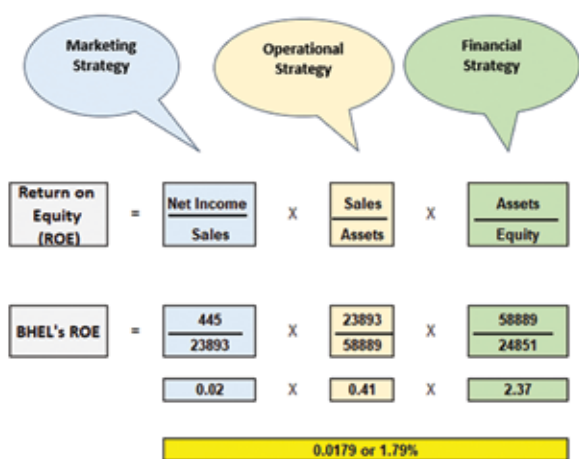 Marketing
Strategy
Operational
Strategy
Financial
Strategy
Return on
Equity
(ROE)
=
Net Income
Sales
X
Sales
Assets
X
Assets
Equity
BHEL's ROE
=
445
23893
X
23893
58889
X
58889
24851
0.02 X 0.41 X 2.37
0.0179 or 1.79%